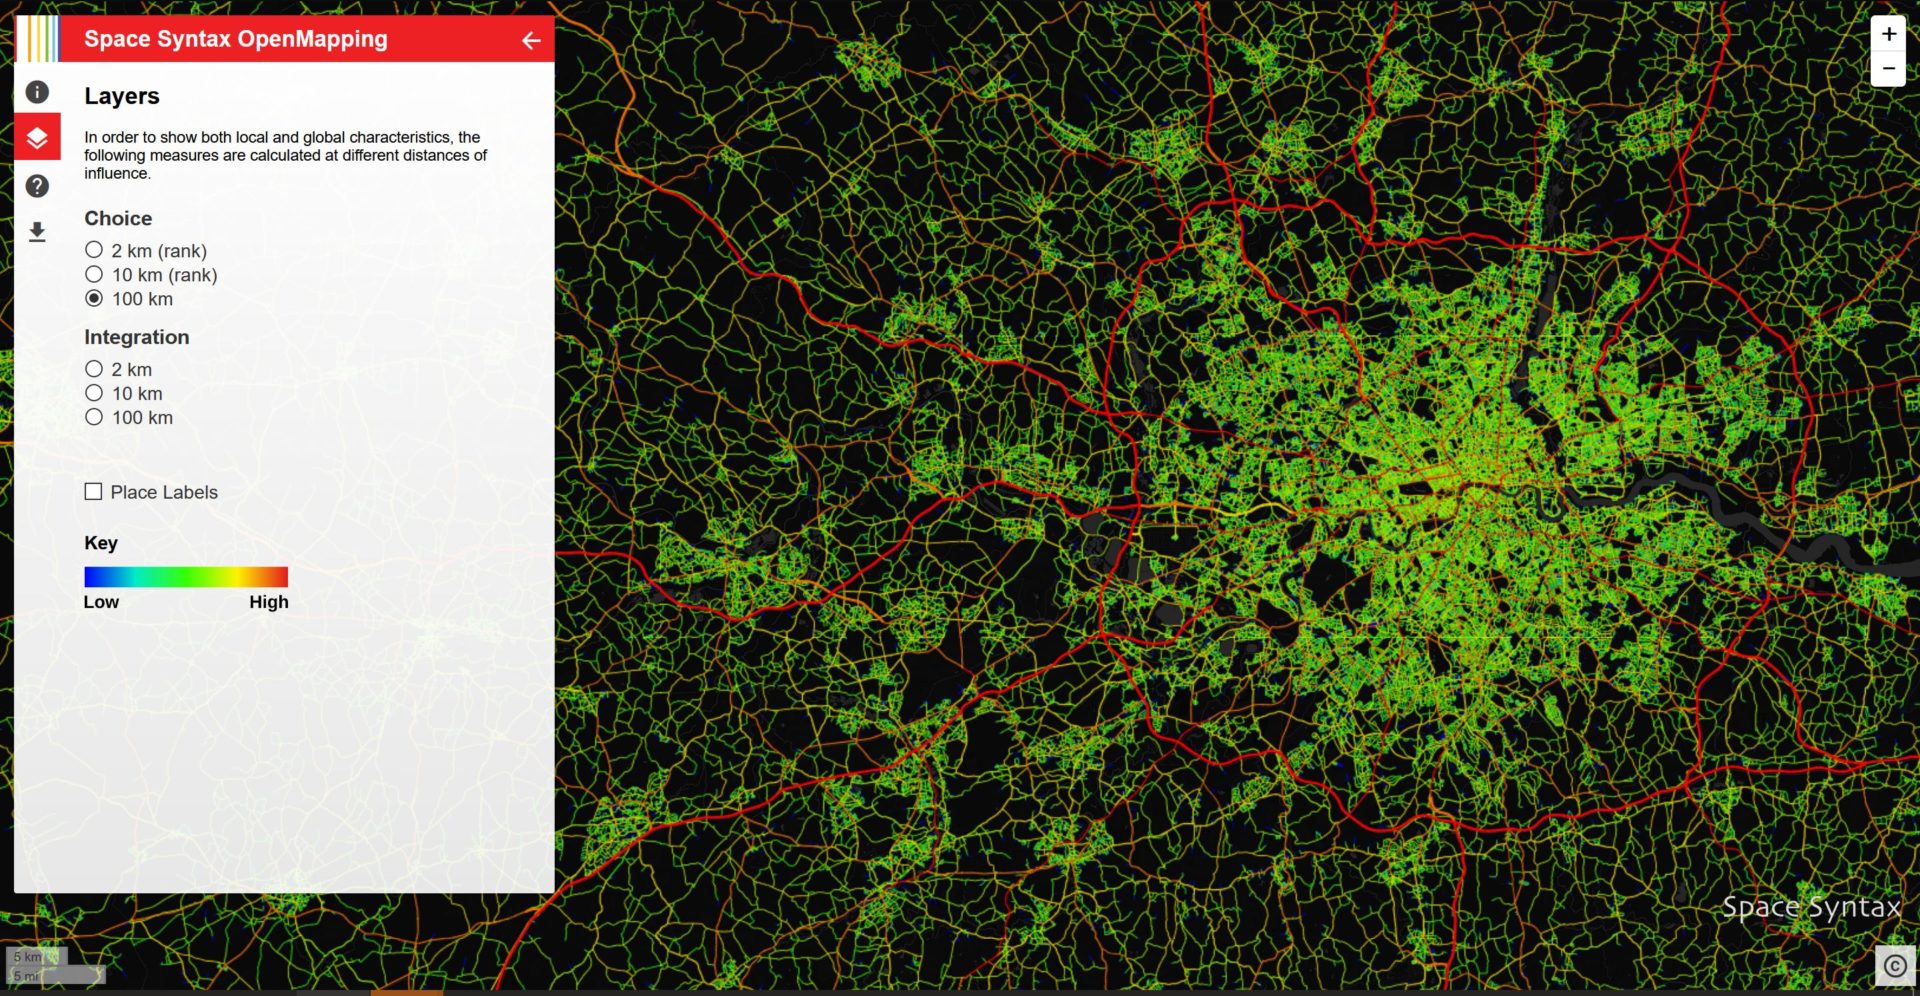 Space Syntax OpenMapping
Layers
In order to show both local and global characteristics, the
following measures are calculated at different distances of
influence.
Choice
2 km (rank)
10 km (rank)
100 km
Integration
2 km
10 km
100 km
Place Labels
Key
Low High
+
−
Space Syntax
5 km
5 mi
©